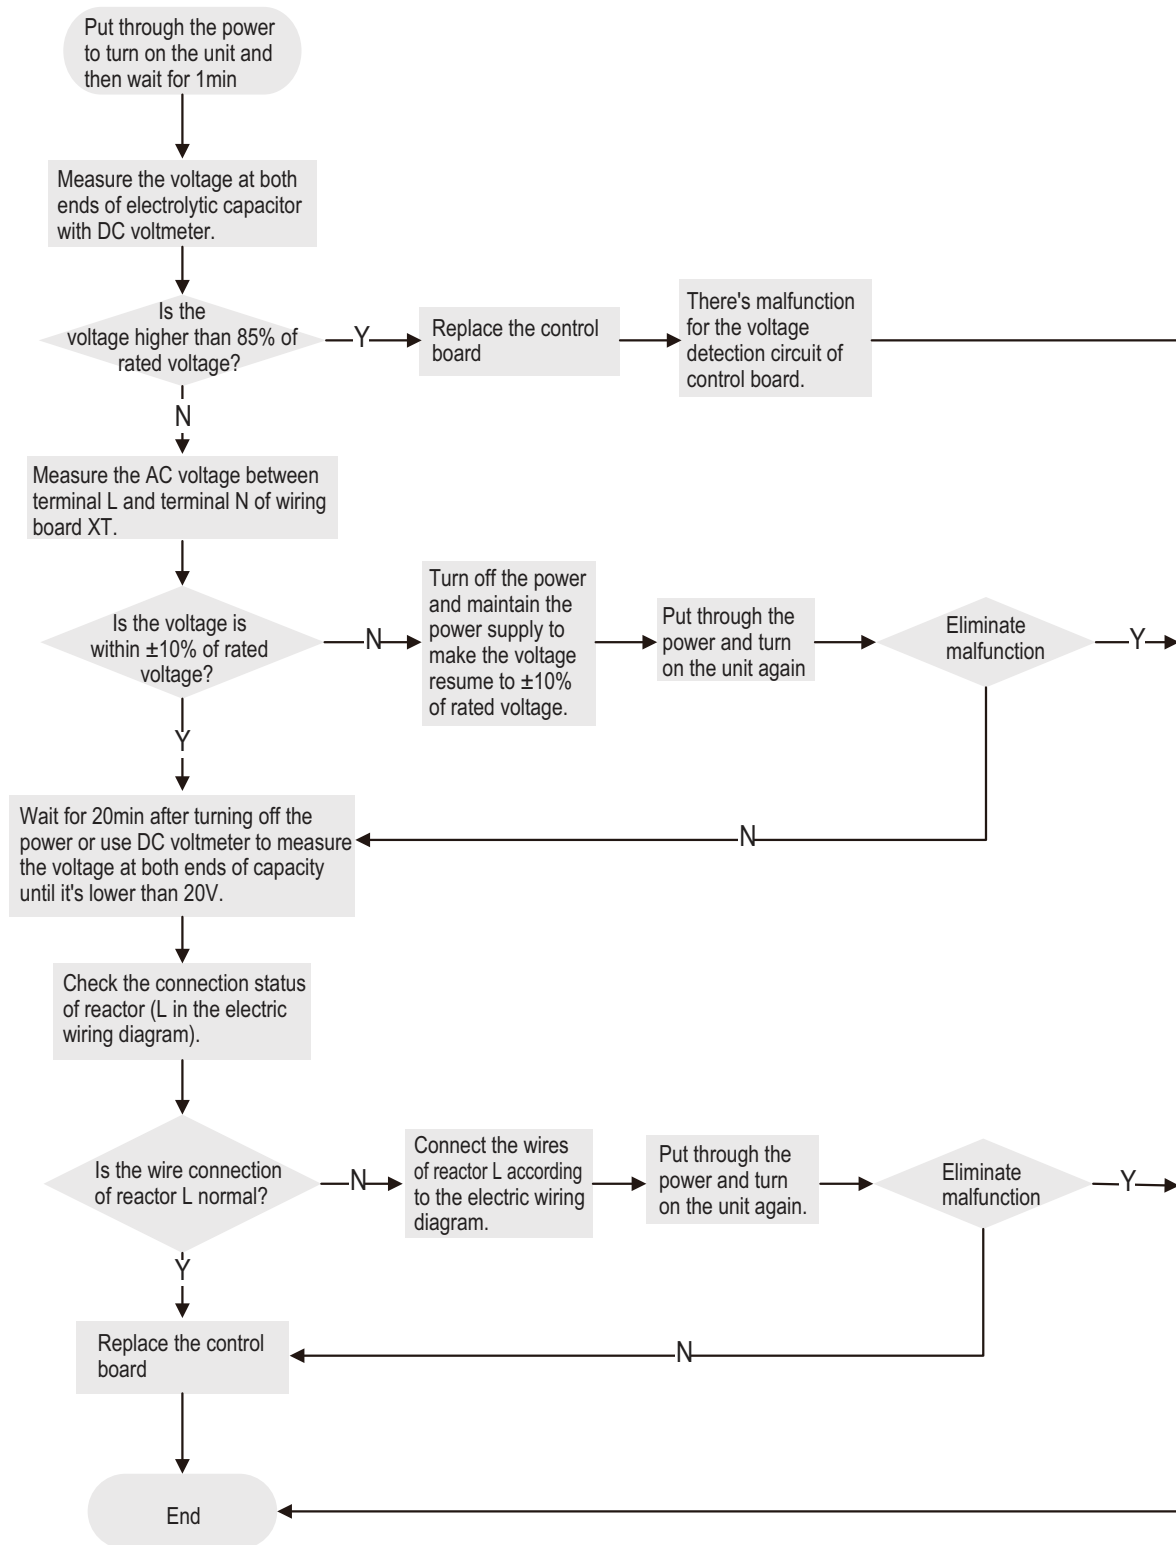 Put through the power
to turn on the unit and
then wait for 1min
Measure the voltage at both
ends of electrolytic capacitor
with DC voltmeter.
Is the
voltage higher than 85% of
rated voltage?
Y
Replace the control
board
There's malfunction
for the voltage
detection circuit of
control board.
N
Measure the AC voltage between
terminal L and terminal N of wiring
board XT.
Is the voltage is
within ±10% of rated
voltage?
N
Turn off the power
and maintain the
power supply to
make the voltage
resume to ±10%
of rated voltage.
Put through the
power and turn
on the unit again
Eliminate
malfunction
Y
Y
N
Wait for 20min after turning off the
power or use DC voltmeter to measure
the voltage at both ends of capacity
until it's lower than 20V.
Check the connection status
of reactor (L in the electric
wiring diagram).
Is the wire connection
of reactor L normal?
N
Connect the wires
of reactor L according
to the electric wiring
diagram.
Put through the
power and turn
on the unit again.
Eliminate
malfunction
Y
Y
N
Replace the control
board
End